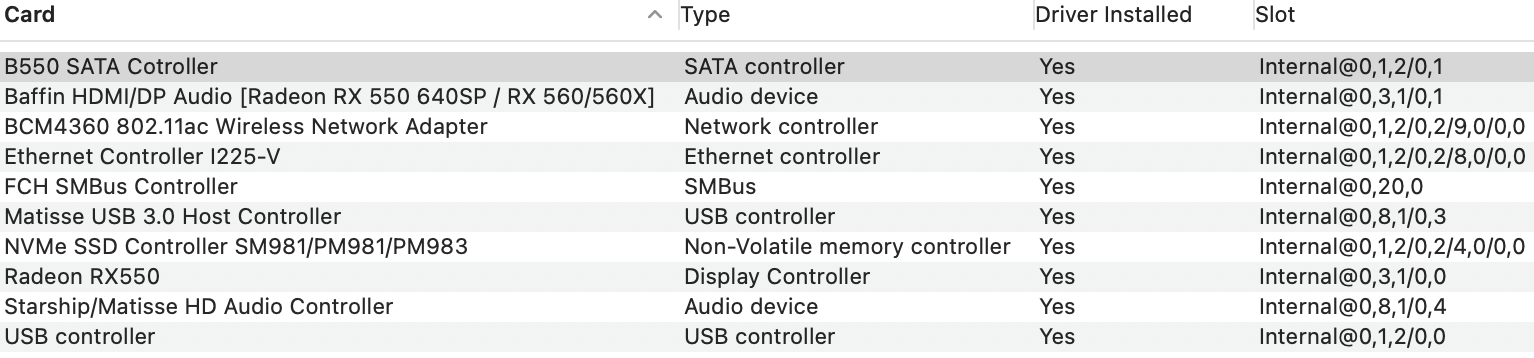 Card Type Driver Installed Slot
B550 SATA Cotroller SATA controller Yes Internal@0,1,2/0,1
Baffin HDMI/DP Audio [Radeon RX 550 640SP / RX 560/560X] Audio device Yes Internal@0,3,1/0,1
BCM4360 802.11ac Wireless Network Adapter Network controller Yes Internal@0,1,2/0,2/9,0/0,0
Ethernet Controller I225-V Ethernet controller Yes Internal@0,1,2/0,2/8,0/0,0
FCH SMBus Controller SMBus Yes Internal@0,20,0
Matisse USB 3.0 Host Controller USB controller Yes Internal@0,8,1/0,3
NVMe SSD Controller SM981/PM981/PM983 Non-Volatile memory controller Yes Internal@0,1,2/0,2/4,0/0,0
Radeon RX550 Display Controller Yes Internal@0,3,1/0,0
Starship/Matisse HD Audio Controller Audio device Yes Internal@0,8,1/0,4
USB controller USB controller Yes Internal@0,1,2/0,0